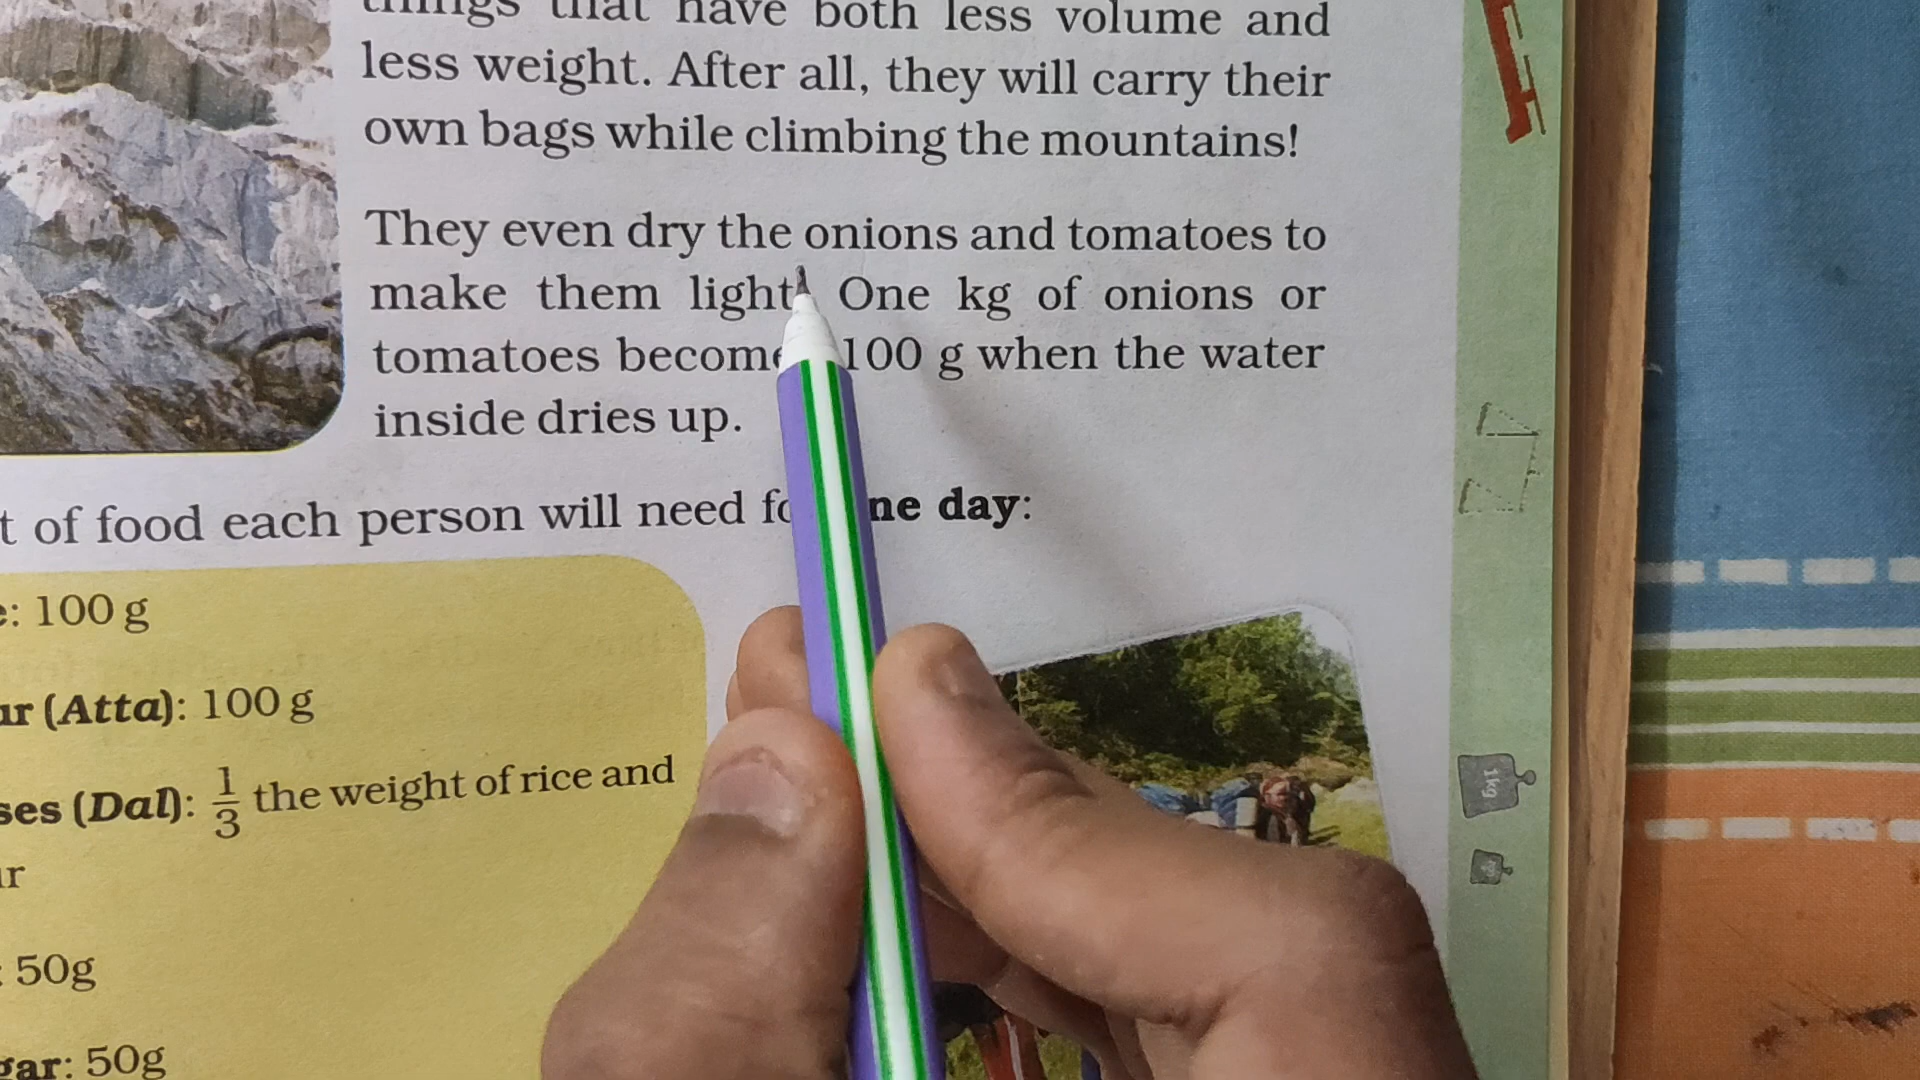 things that have both less volume and
less weight. After all, they will carry their
own bags while climbing the mountains!
They even dry the onions and tomatoes to
make them light. One kg of onions or
tomatoes become 100 g when the water
inside dries up.
of food each person will need ne day:
: 100 g
(Atta): 100 g
(Dal): 1/3 the weight of rice and
50g
: 50g
1kg